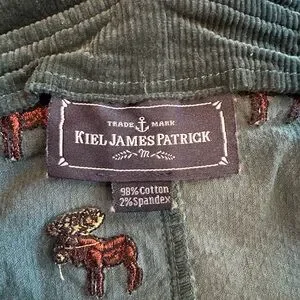 TRADE MARK
KIEL JAMES PATRICK
M
98% Cotton
2% Spandex